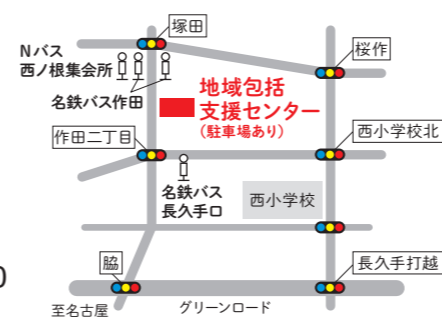 塚田
Nバス
西ノ根集会所
桜作
名鉄バス作田
地域包括
支援センター
(駐車場あり)
作田二丁目
西小学校北
名鉄バス
長久手口
西小学校
脇
長久手打越
至名古屋
グリーンロード